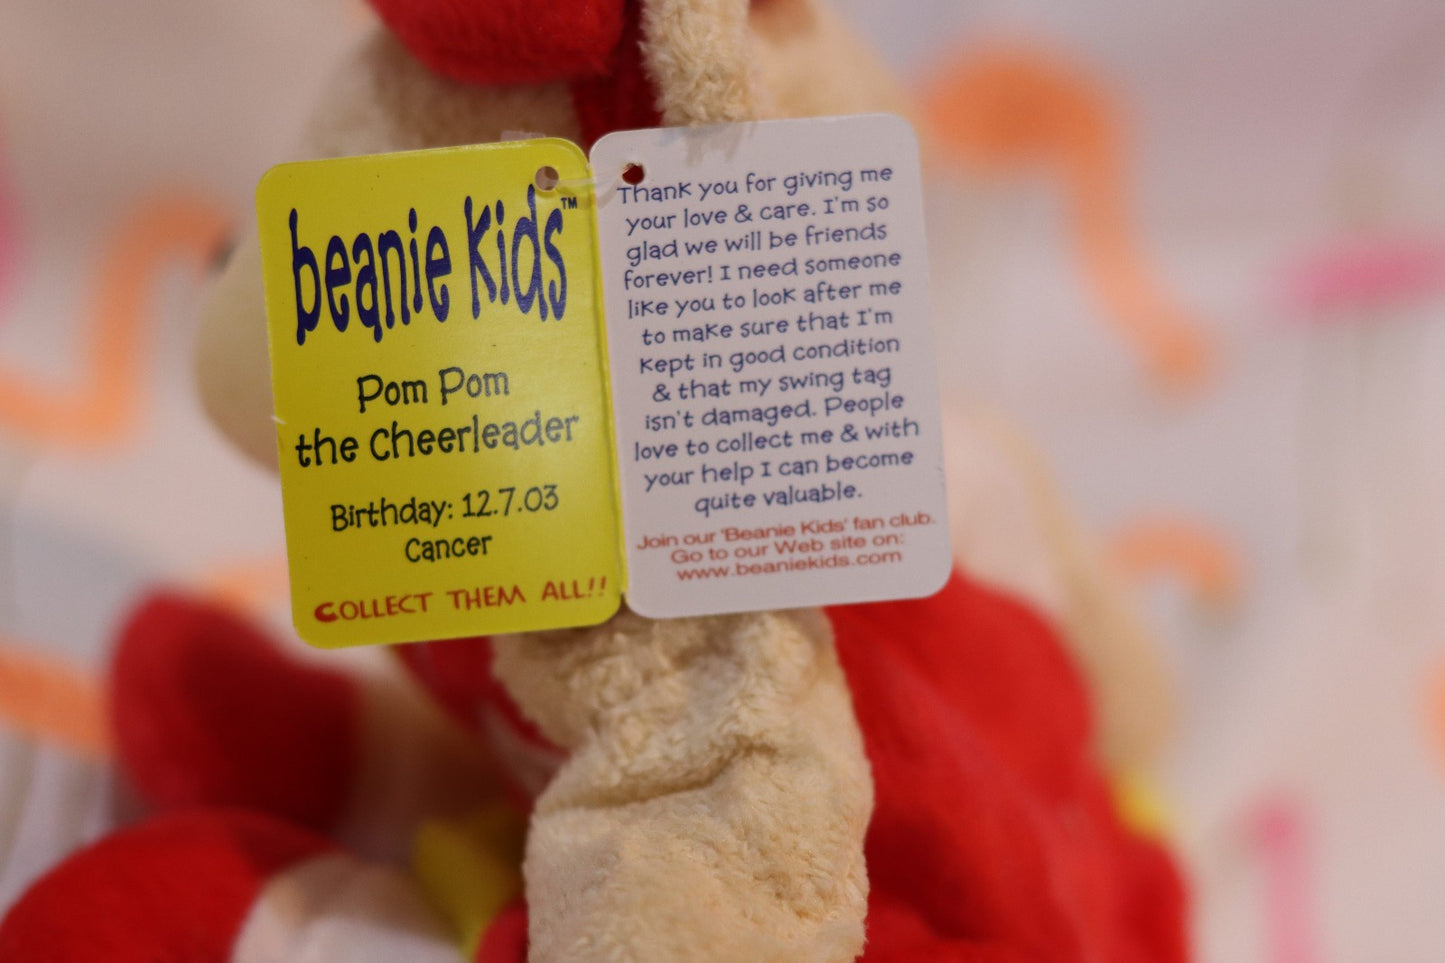 beanie kids™
Pom Pom
the Cheerleader
Birthday: 12.7.03
Cancer
COLLECT THEM ALL!!
Thank you for giving me
your love & care. I'm so
glad we will be friends
forever! I need someone
like you to look after me
to make sure that I'm
kept in good condition
& that my swing tag
isn't damaged. People
love to collect me & with
your help I can become
quite valuable.
Join our 'Beanie Kids' fan club.
Go to our Web site on:
www.beaniekids.com